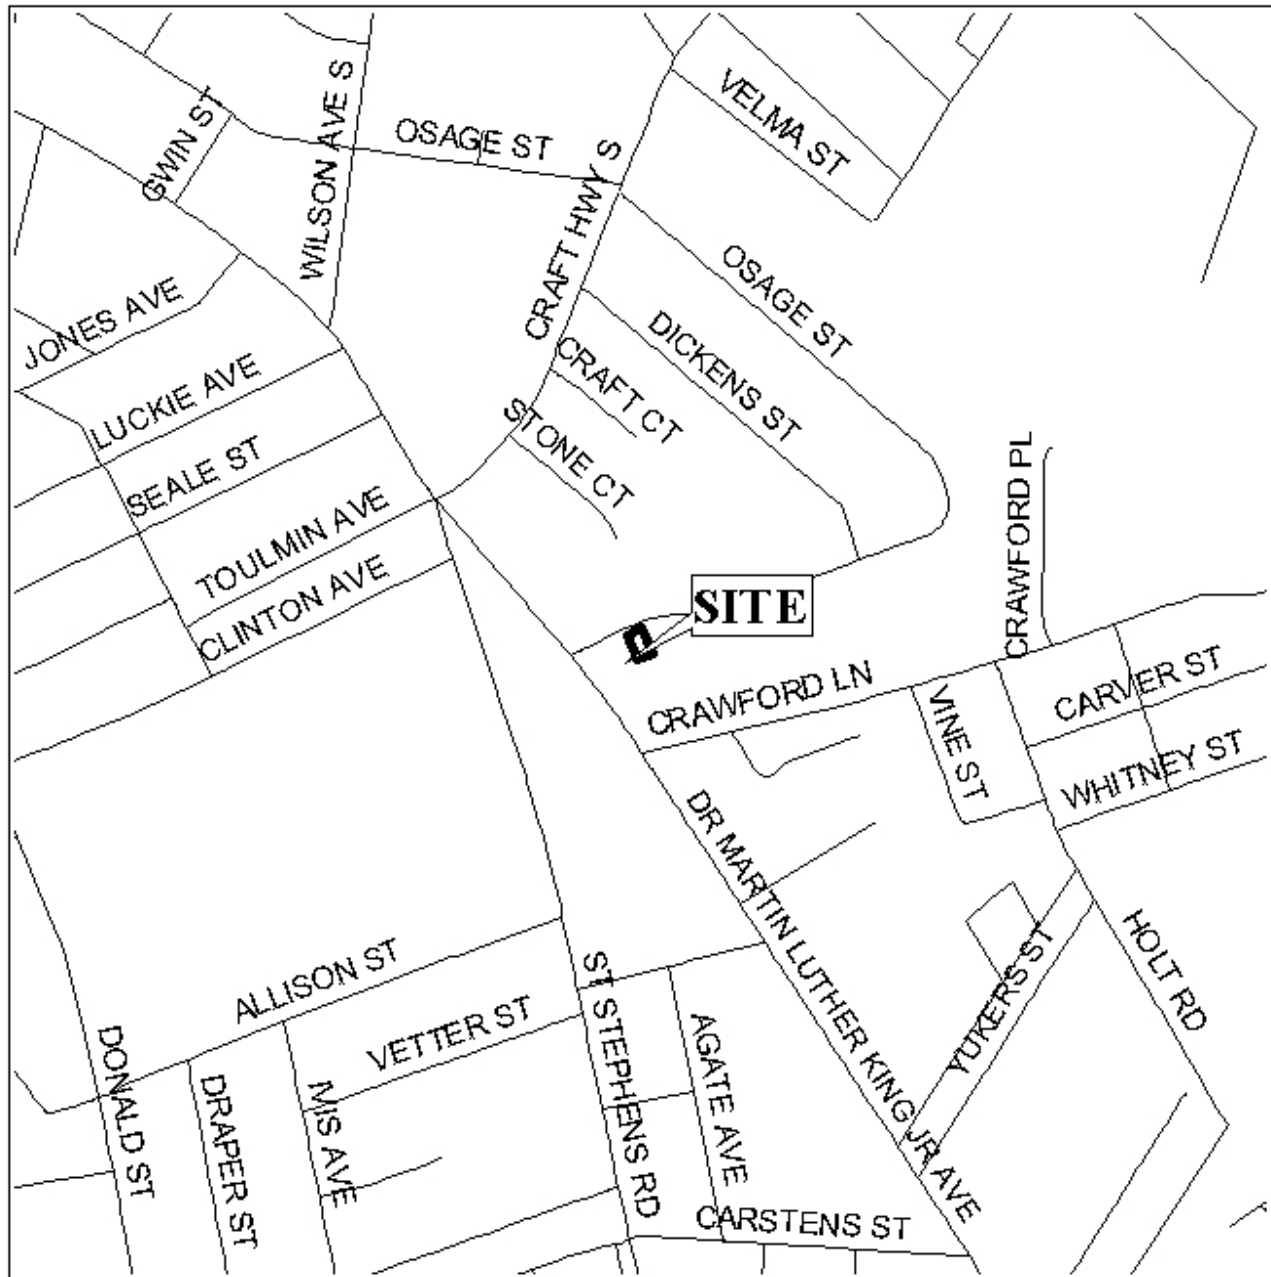 VELMA ST
GWIN ST
WILSON AVE S
OSAGE ST
CRAFT HWY S
OSAGE ST
JONES AVE
DICKENS ST
LUCKIE AVE
CRAFT CT
SEALE ST
STONE CT
TOULMIN AVE
CLINTON AVE
CRAWFORD PL
SITE
CRAWFORD LN
CARVER ST
VINE ST
WHITNEY ST
DR MARTIN LUTHER KING JR AVE
HOLT RD
YUKERS ST
ALLISON ST
VETTER ST
ST STEPHENS RD
AGATE AVE
DONALD ST
DRAPER ST
IVIS AVE
CARSTENS ST